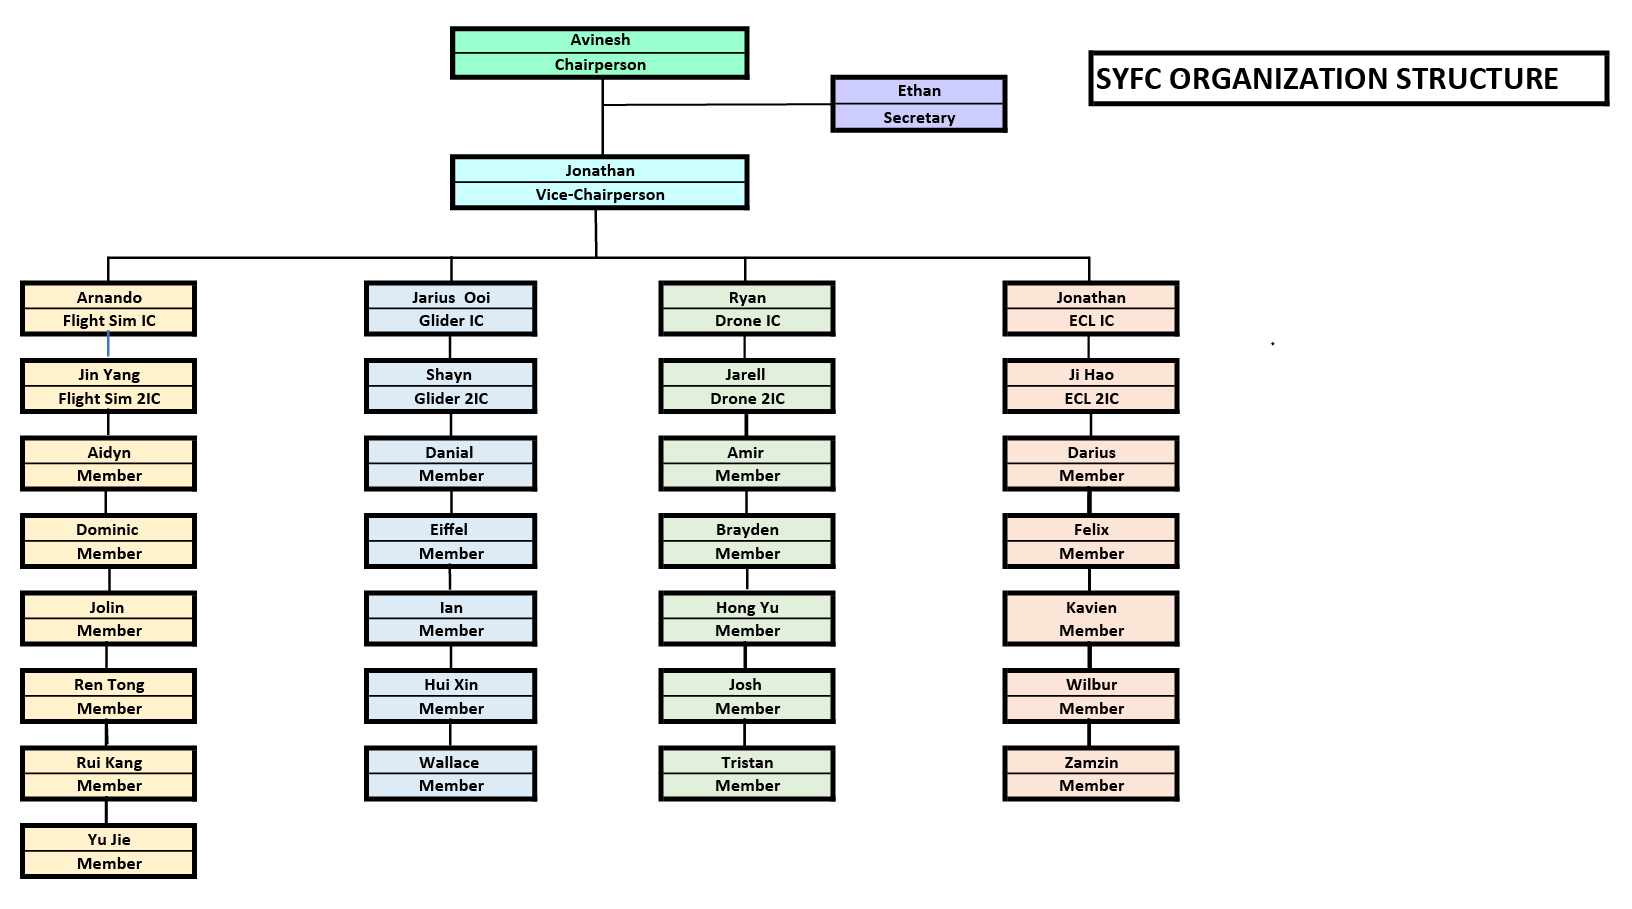 Avinesh
Chairperson
SYFC ORGANIZATION STRUCTURE
Ethan
Secretary
Jonathan
Vice-Chairperson
Arnando
Flight Sim IC
Jin Yang
Flight Sim 2IC
Aidyn
Member
Dominic
Member
Jolin
Member
Ren Tong
Member
Rui Kang
Member
Yu Jie
Member
Jarius  Ooi
Glider IC
Shayn
Glider 2IC
Danial
Member
Eiffel
Member
Ian
Member
Hui Xin
Member
Wallace
Member
Ryan
Drone IC
Jarell
Drone 2IC
Amir
Member
Brayden
Member
Hong Yu
Member
Josh
Member
Tristan
Member
Jonathan
ECL IC
Ji Hao
ECL 2IC
Darius
Member
Felix
Member
Kavien
Member
Wilbur
Member
Zamzin
Member